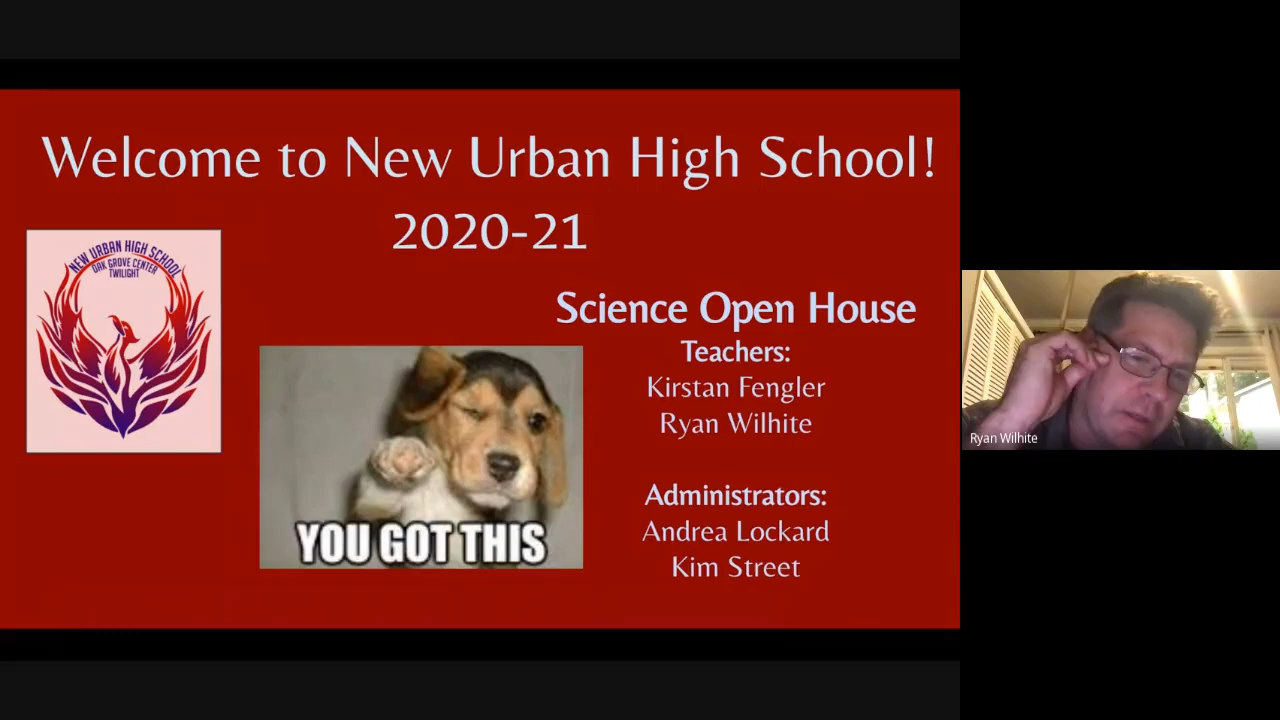 Welcome to New Urban High School!
2020-21
NEW URBAN HIGH SCHOOL
OAK GROVE CENTER
TWILIGHT
Science Open House
Teachers:
Kirstan Fengler
Ryan Wilhite
YOU GOT THIS
Administrators:
Andrea Lockard
Kim Street
Ryan Wilhite